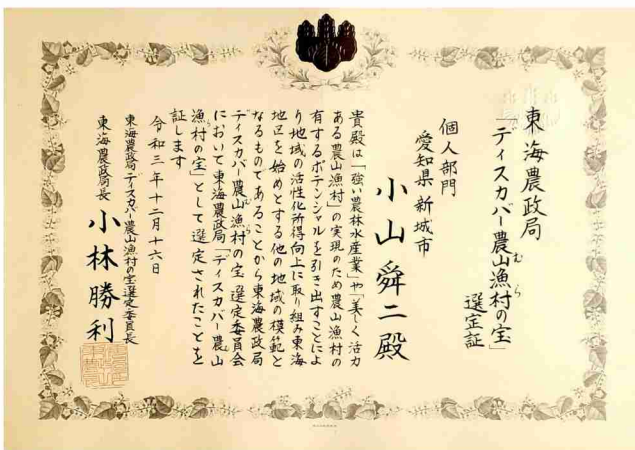 東海農政局
「ディスカバー農山漁村の宝」
むら
選定証
個人部門
愛知県新城市
小山舜二殿
貴殿は「強い農林水産業」や「美しく活力
ある農山漁村」の実現のため農山漁村の
有するポテンシャルを引き出すことによ
り地域の活性化所得向上に取り組み東海
地区を始めとする他の地域の模範と
なるものであることから東海農政局
ディスカバー農山漁村の宝選定委員会
において東海農政局「ディスカバー農山
漁村の宝」として選定されたことを
証します
令和三年十二月十六日
東海農政局ディスカバー農山漁村の宝選定委員長
東海農政局長 小林勝利